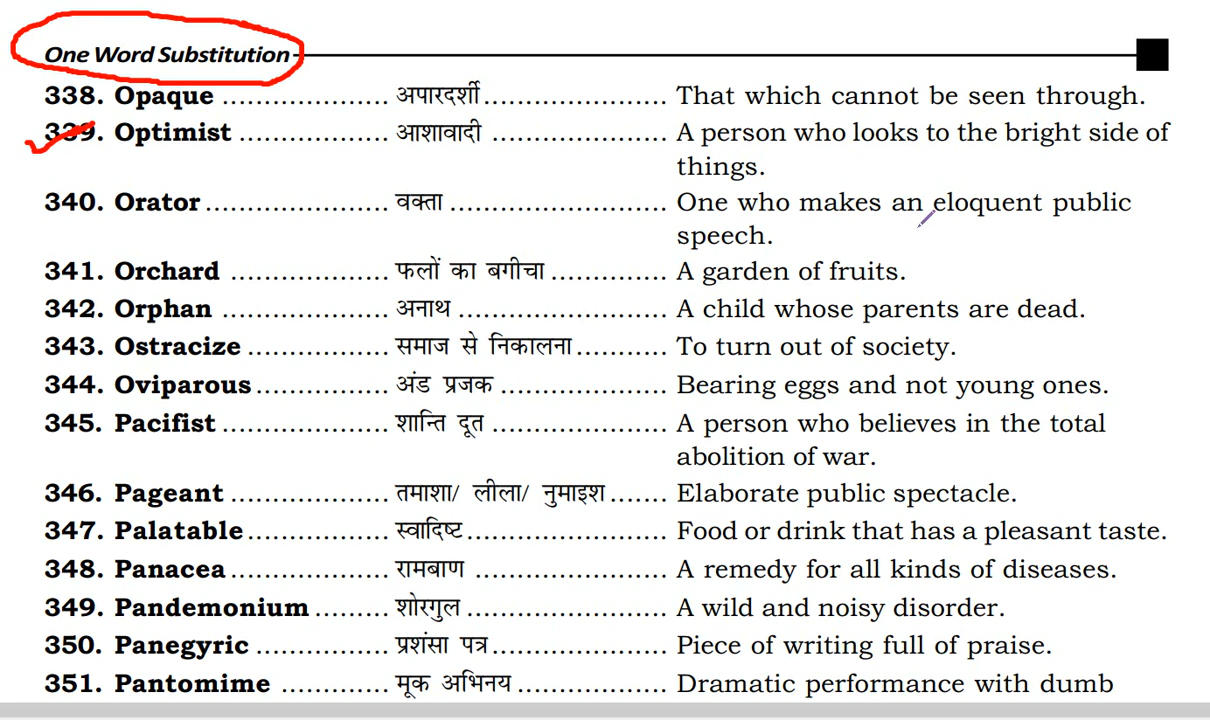 One Word Substitution
338. Opaque .................... अपारदर्शी...................... That which cannot be seen through.
339. Optimist .................. आशावादी ...................... A person who looks to the bright side of
things.
340. Orator...................... वक्ता .......................... One who makes an eloquent public
speech.
341. Orchard ................... फलों का बगीचा .............. A garden of fruits.
342. Orphan .................... अनाथ ......................... A child whose parents are dead.
343. Ostracize ................. समाज से निकालना........... To turn out of society.
344. Oviparous................ अंड प्रजक .................... Bearing eggs and not young ones.
345. Pacifist .................... शान्ति दूत ..................... A person who believes in the total
abolition of war.
346. Pageant ................... तमाशा/ लीला/ नुमाइश....... Elaborate public spectacle.
347. Palatable................. स्वादिष्ट........................ Food or drink that has a pleasant taste.
348. Panacea ................... रामबाण ....................... A remedy for all kinds of diseases.
349. Pandemonium ......... शोरगुल ........................ A wild and noisy disorder.
350. Panegyric ................ प्रशंसा पत्र..................... Piece of writing full of praise.
351. Pantomime ............. मूक अभिनय .................. Dramatic performance with dumb